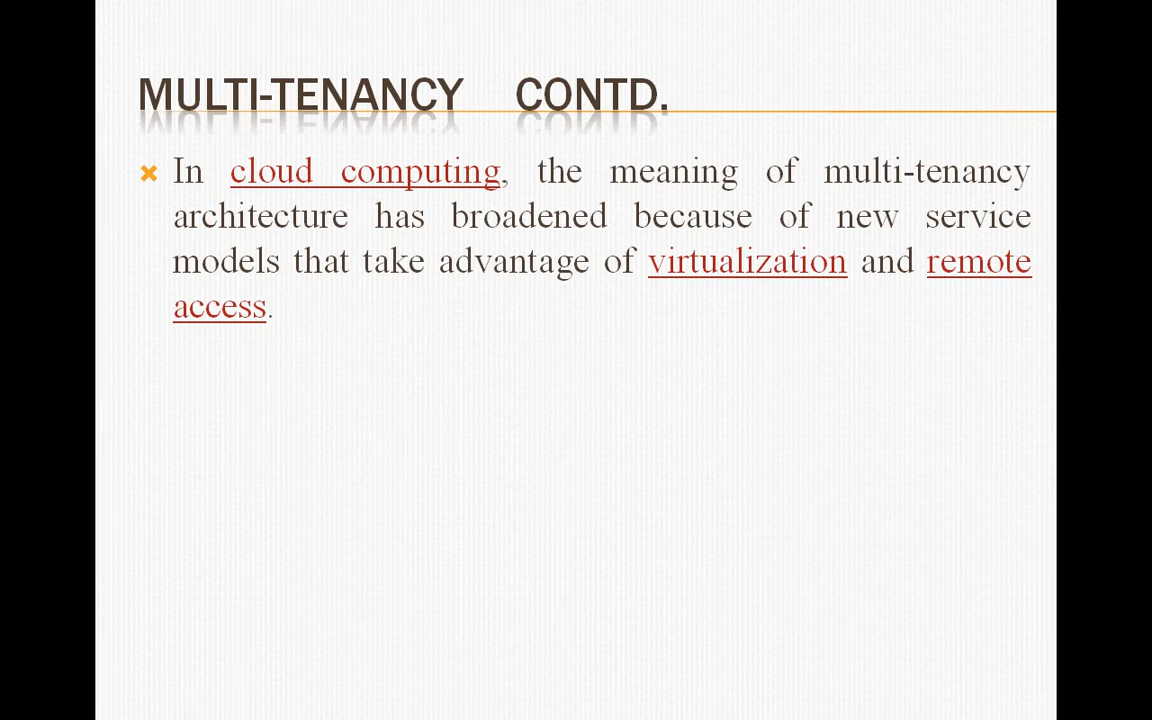 MULTI-TENANCY CONTD.
In cloud computing, the meaning of multi-tenancy
architecture has broadened because of new service
models that take advantage of virtualization and remote
access.